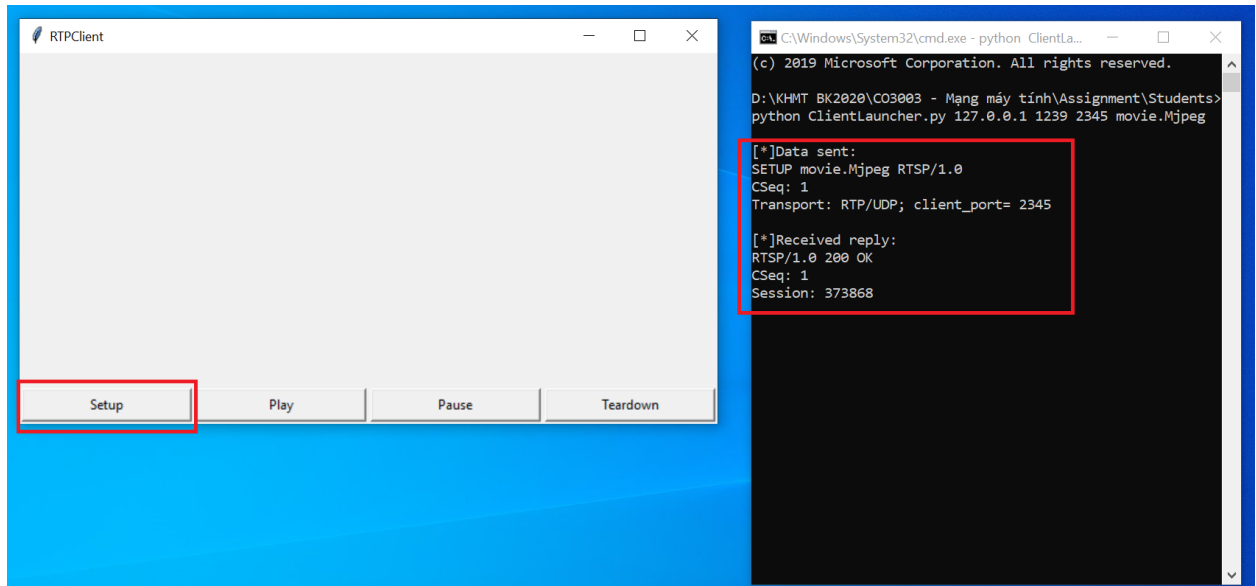 RTPClient
Setup
Play
Pause
Teardown
C:\Windows\System32\cmd.exe - python ClientLa...
(c) 2019 Microsoft Corporation. All rights reserved.
D:\KHMT BK2020\CO3003 - Mạng máy tính\Assignment\Students>
python ClientLauncher.py 127.0.0.1 1239 2345 movie.Mjpeg
[*]Data sent:
SETUP movie.Mjpeg RTSP/1.0
CSeq: 1
Transport: RTP/UDP; client_port= 2345
[*]Received reply:
RTSP/1.0 200 OK
CSeq: 1
Session: 373868